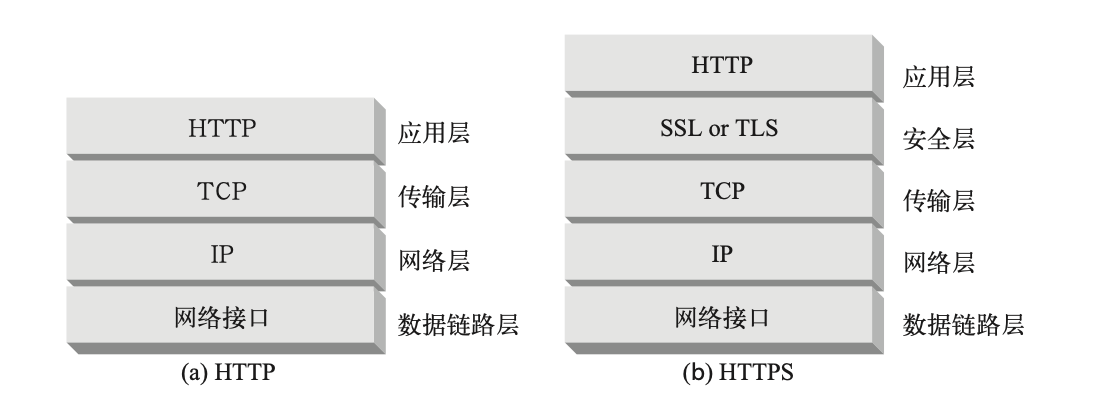 HTTP
应用层
TCP
传输层
IP
网络层
网络接口
数据链路层
(a) HTTP
HTTP
应用层
SSL or TLS
安全层
TCP
传输层
IP
网络层
网络接口
数据链路层
(b) HTTPS